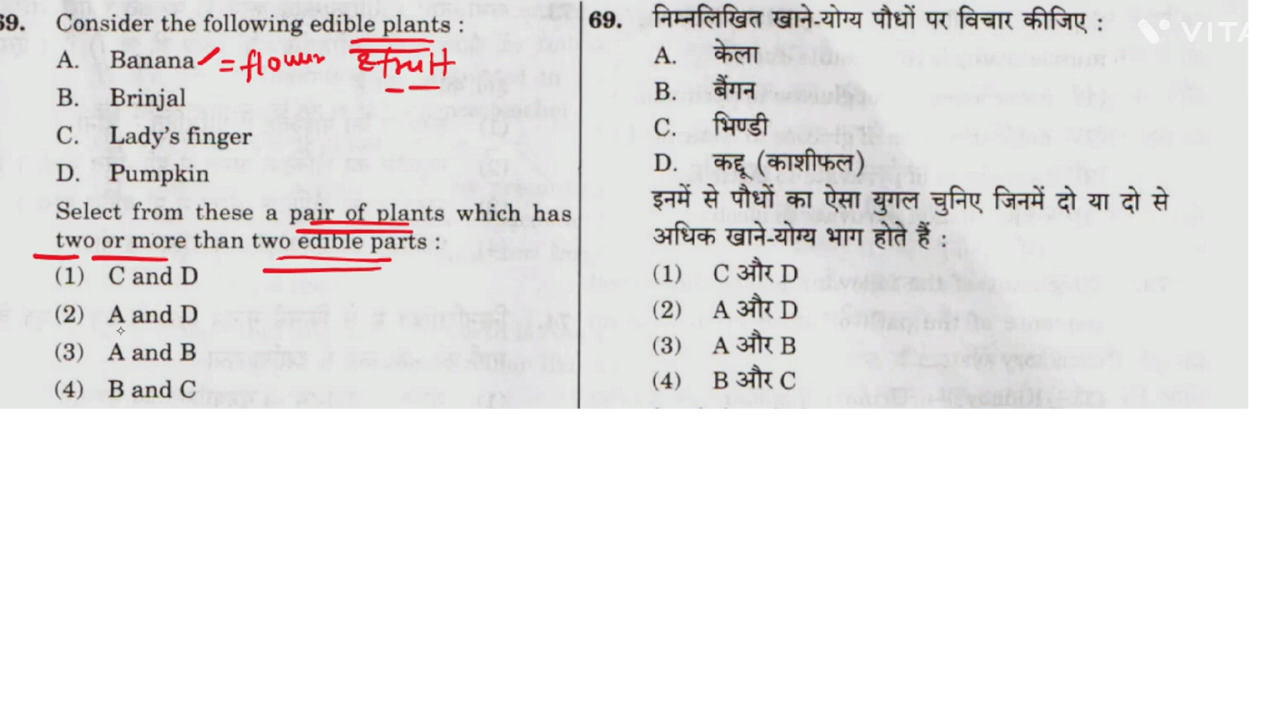 69. Consider the following edible plants :
A. Banana ✓ = flower & fruit
B. Brinjal
C. Lady's finger
D. Pumpkin
Select from these a pair of plants which has
two or more than two edible parts :
(1) C and D
(2) A and D
(3) A and B
(4) B and C
69. निम्नलिखित खाने-योग्य पौधों पर विचार कीजिए :
A. केला
B. बैंगन
C. भिण्डी
D. कद्दू (काशीफल)
इनमें से पौधों का ऐसा युगल चुनिए जिनमें दो या दो से
अधिक खाने-योग्य भाग होते हैं :
(1) C और D
(2) A और D
(3) A और B
(4) B और C
VITA